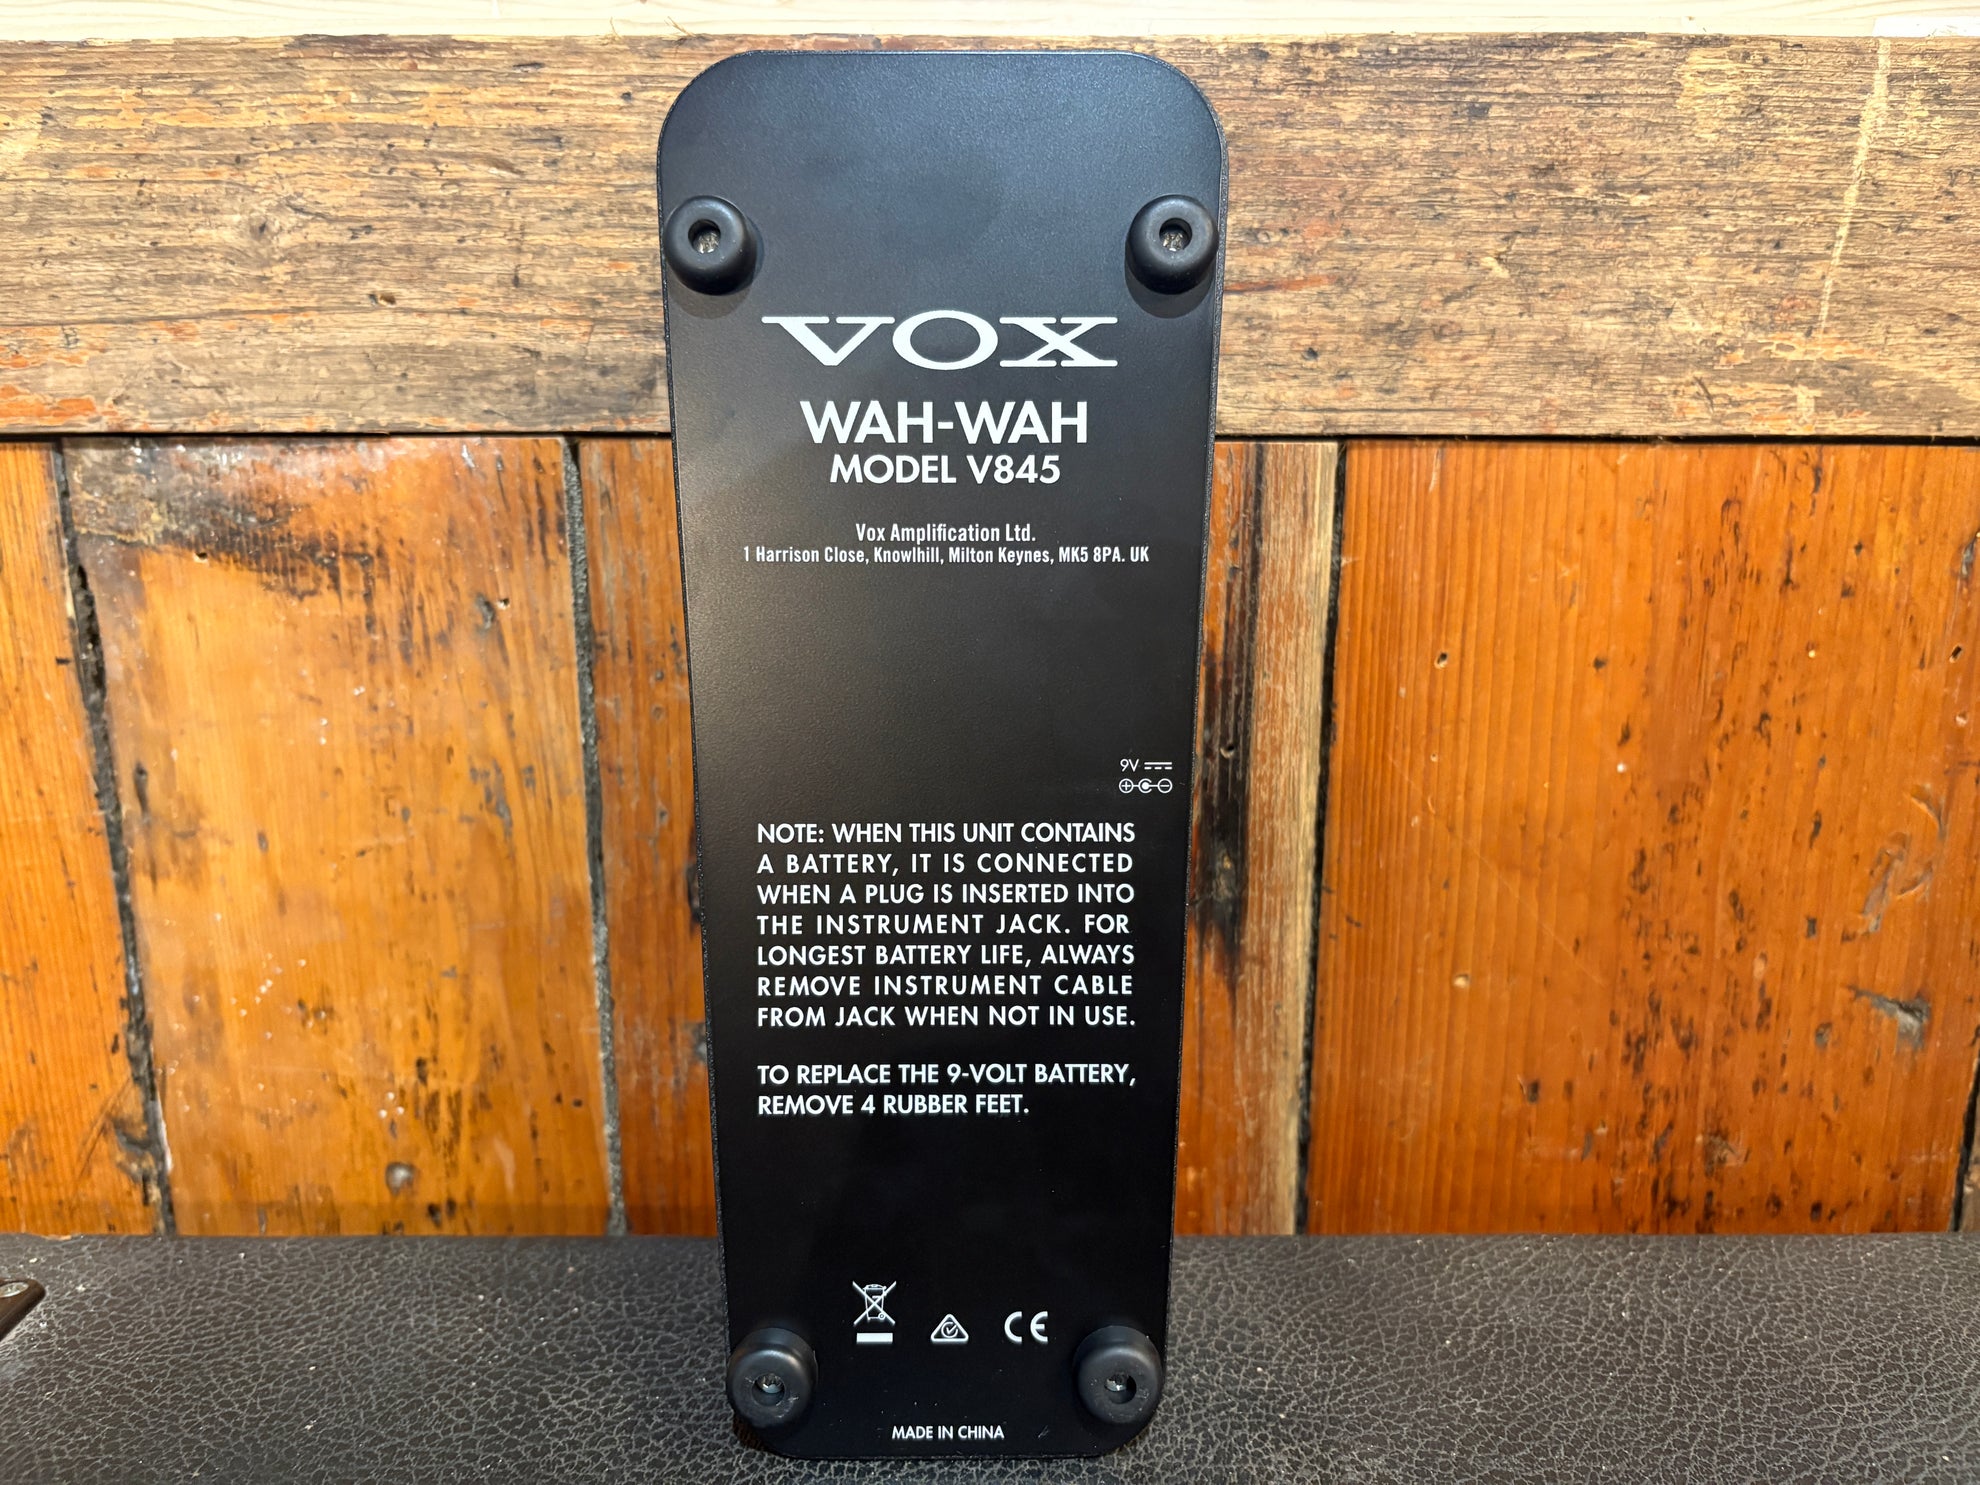 VOX
WAH-WAH
MODEL V845
Vox Amplification Ltd.
1 Harrison Close, Knowlhill, Milton Keynes, MK5 8PA. UK
9V
NOTE: WHEN THIS UNIT CONTAINS
A BATTERY, IT IS CONNECTED
WHEN A PLUG IS INSERTED INTO
THE INSTRUMENT JACK. FOR
LONGEST BATTERY LIFE, ALWAYS
REMOVE INSTRUMENT CABLE
FROM JACK WHEN NOT IN USE.
TO REPLACE THE 9-VOLT BATTERY,
REMOVE 4 RUBBER FEET.
CE
MADE IN CHINA